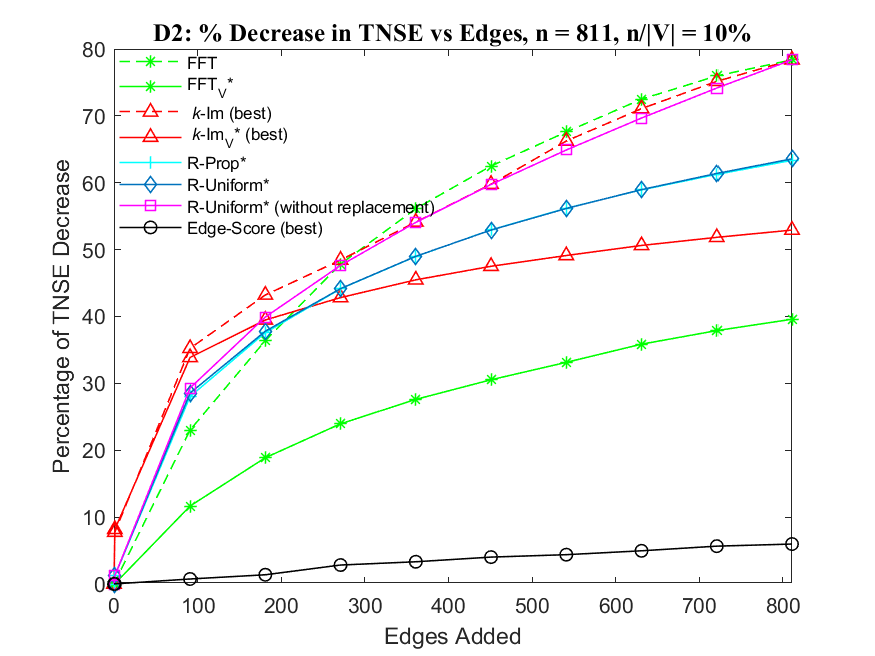 D2: % Decrease in TNSE vs Edges, n = 811, n/|V| = 10%
80
70
60
50
40
30
20
10
0
Percentage of TNSE Decrease
FFT
FFT_V*
k-Im (best)
k-Im_V* (best)
R-Prop*
R-Uniform*
R-Uniform* (without replacement)
Edge-Score (best)
0 100 200 300 400 500 600 700 800
Edges Added